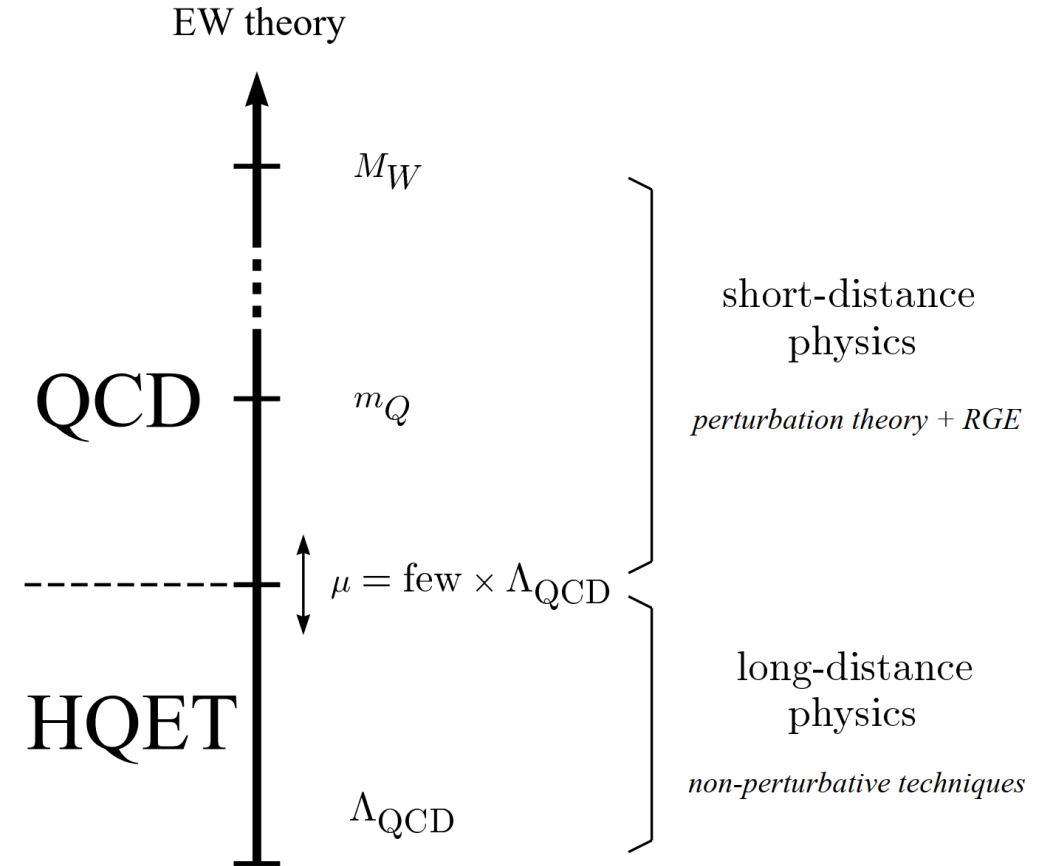 EW theory
M_W
short-distance
physics
QCD
m_Q
perturbation theory + RGE
μ = few × Λ_QCD
long-distance
physics
HQET
non-perturbative techniques
Λ_QCD